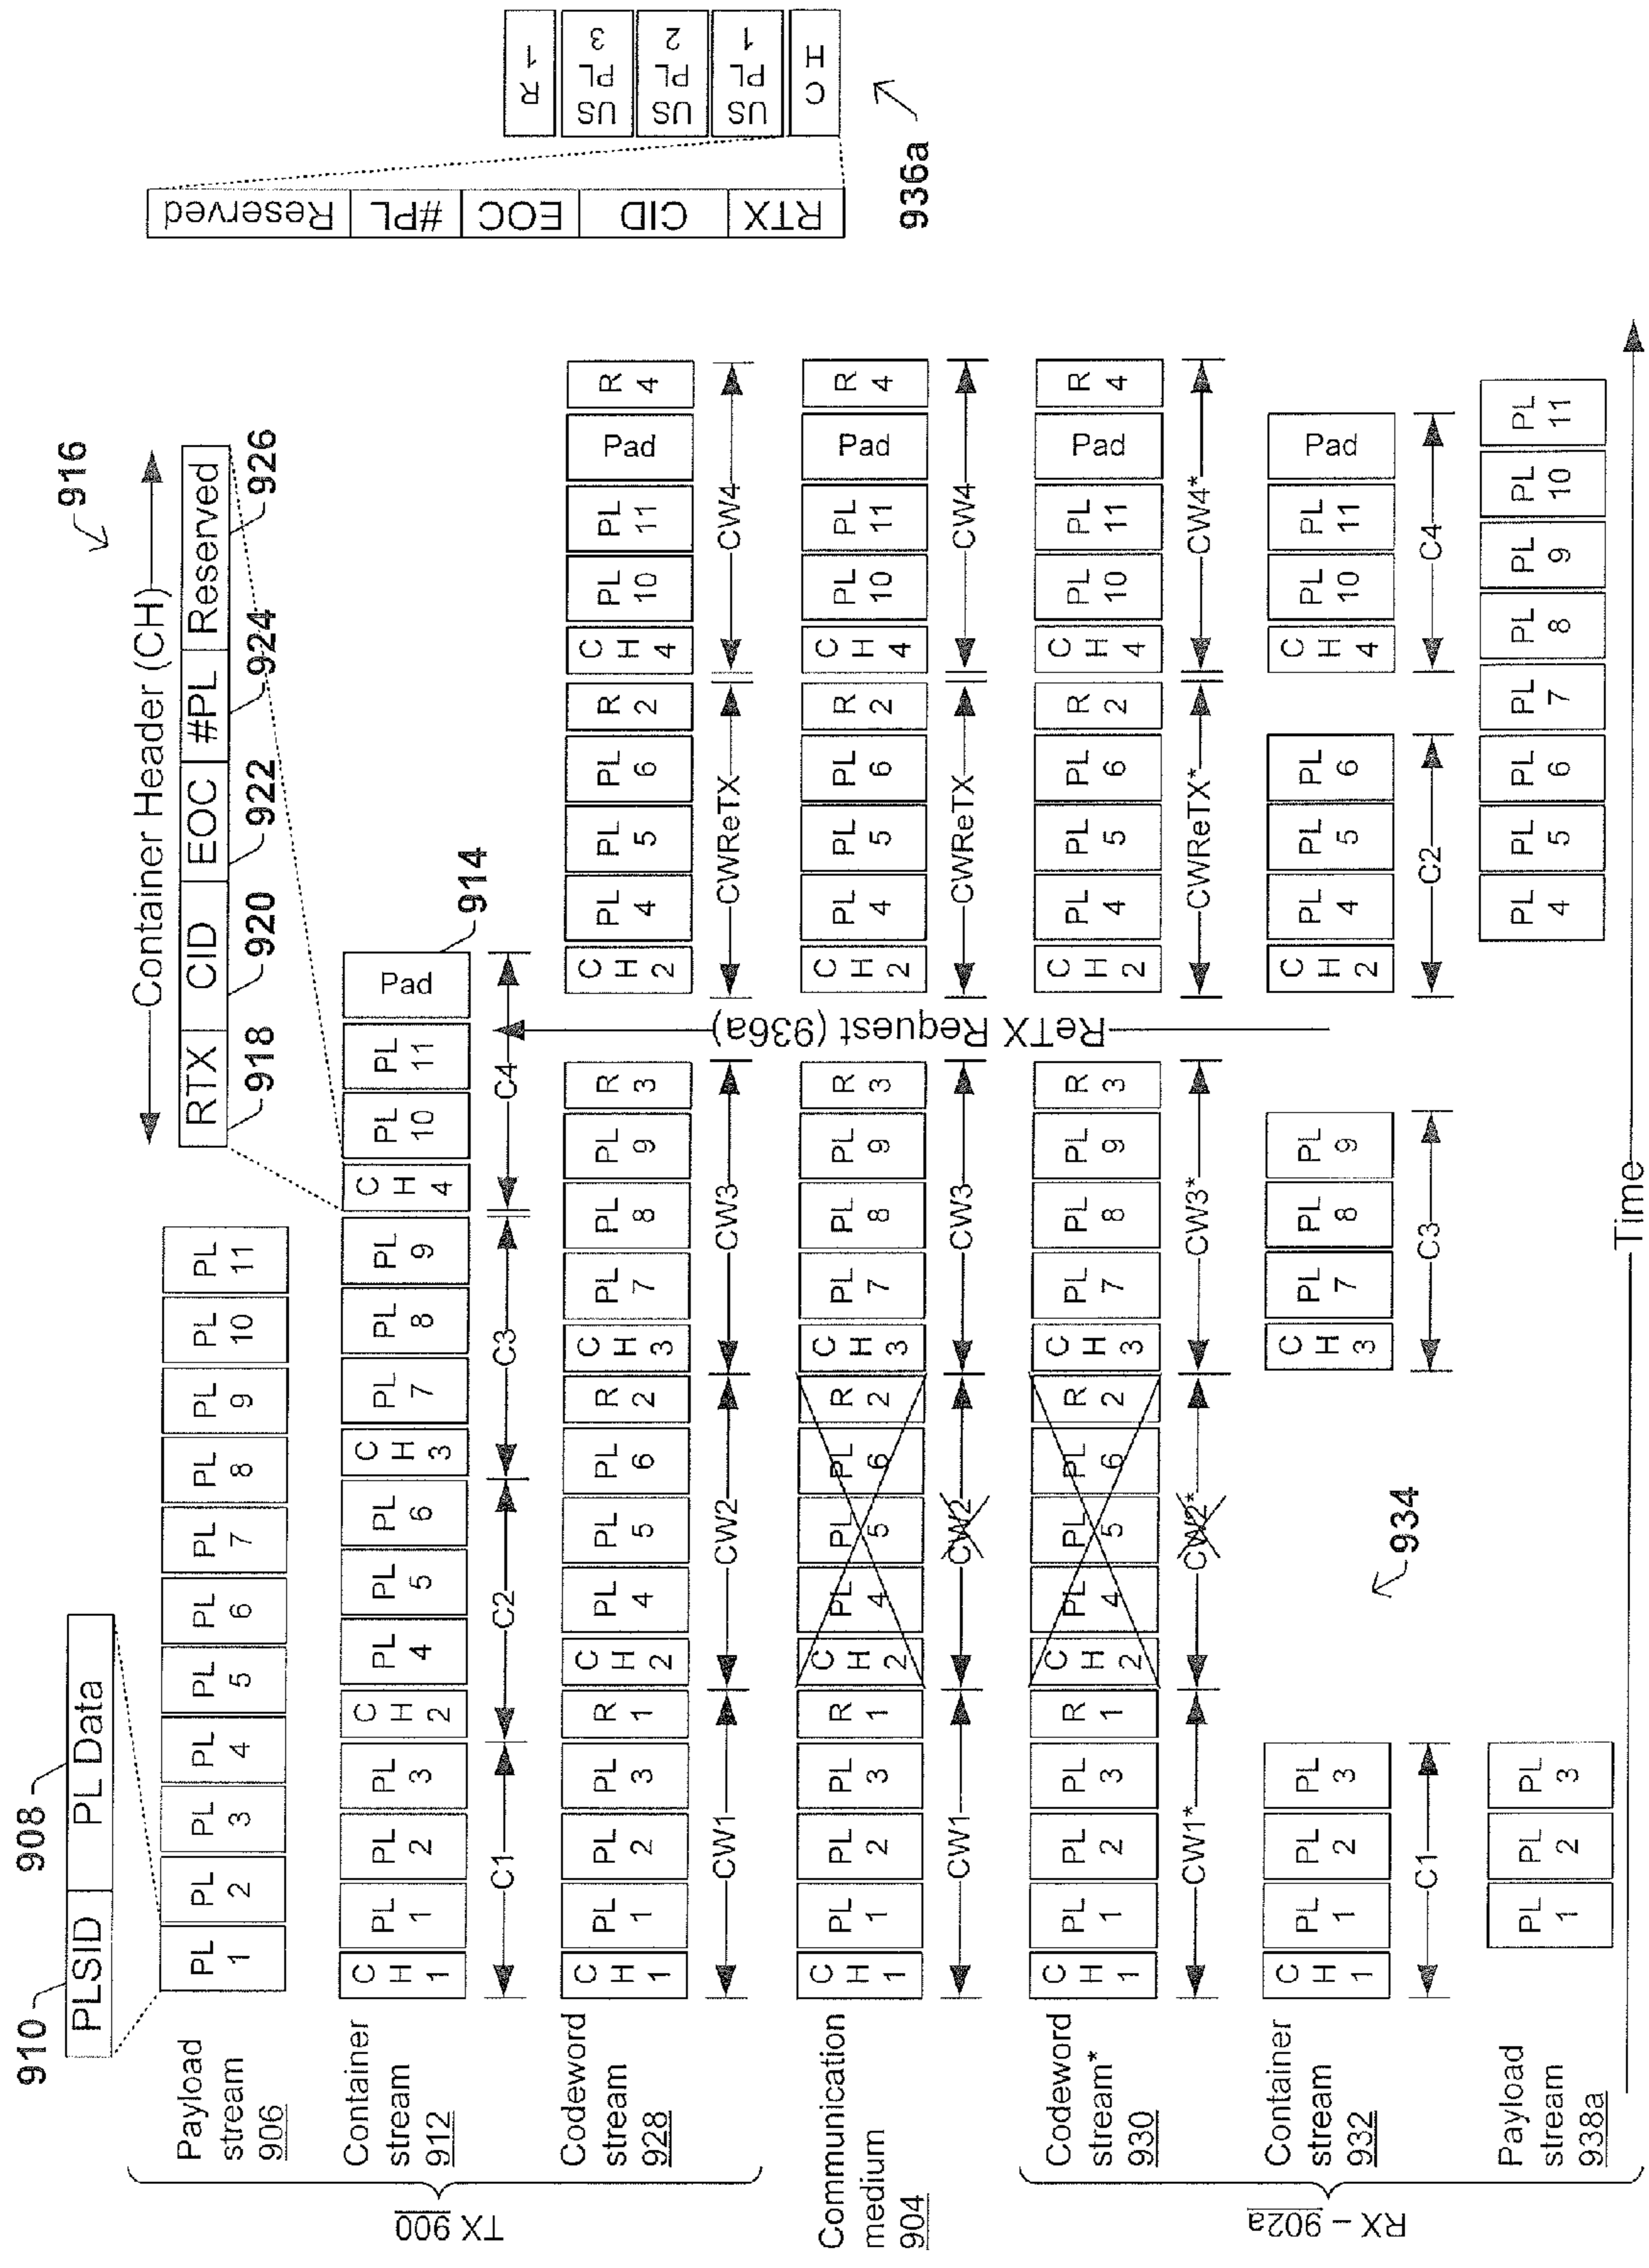 910
908
PLSID PL Data
916
Container Header (CH)
RTX CID EOC #PL Reserved
918 920 922 924 926
Payload
stream
906
PL 1 PL 2 PL 3 PL 4 PL 5 PL 6 PL 7 PL 8 PL 9 PL 10 PL 11
Container
stream
912
CH 1 PL 1 PL 2 PL 3 CH 2 PL 4 PL 5 PL 6 CH 3 PL 7 PL 8 PL 9 CH 4 PL 10 PL 11 Pad
914
C1 C2 C3 C4
Codeword
stream
928
CH 1 PL 1 PL 2 PL 3 R 1 CH 2 PL 4 PL 5 PL 6 R 2 CH 3 PL 7 PL 8 PL 9 R 3 CH 2 PL 4 PL 5 PL 6 R 2 CH 4 PL 10 PL 11 Pad R 4
CW1 CW2 CW3 CWReTX CW4
TX 900
Communication
medium
904
CH 1 PL 1 PL 2 PL 3 R 1 CH 2 PL 4 PL 5 PL 6 R 2 CH 3 PL 7 PL 8 PL 9 R 3 CH 2 PL 4 PL 5 PL 6 R 2 CH 4 PL 10 PL 11 Pad R 4
CW1 CW2 CW3 CWReTX CW4
ReTX Request (936a)
Codeword
stream*
930
CH 1 PL 1 PL 2 PL 3 R 1 CH 2 PL 4 PL 5 PL 6 R 2 CH 3 PL 7 PL 8 PL 9 R 3 CH 2 PL 4 PL 5 PL 6 R 2 CH 4 PL 10 PL 11 Pad R 4
CW1* CW2* CW3* CWReTX* CW4*
Container
stream
932
CH 1 PL 1 PL 2 PL 3 CH 3 PL 7 PL 8 PL 9 CH 2 PL 4 PL 5 PL 6 CH 4 PL 10 PL 11 Pad
C1 C3 C2 C4
934
Payload
stream
938a
PL 1 PL 2 PL 3 PL 4 PL 5 PL 6 PL 7 PL 8 PL 9 PL 10 PL 11
RX – 902a
Time
RTX CID EOC #PL Reserved
CH US PL 1 US PL 2 US PL 3 R 1
936a